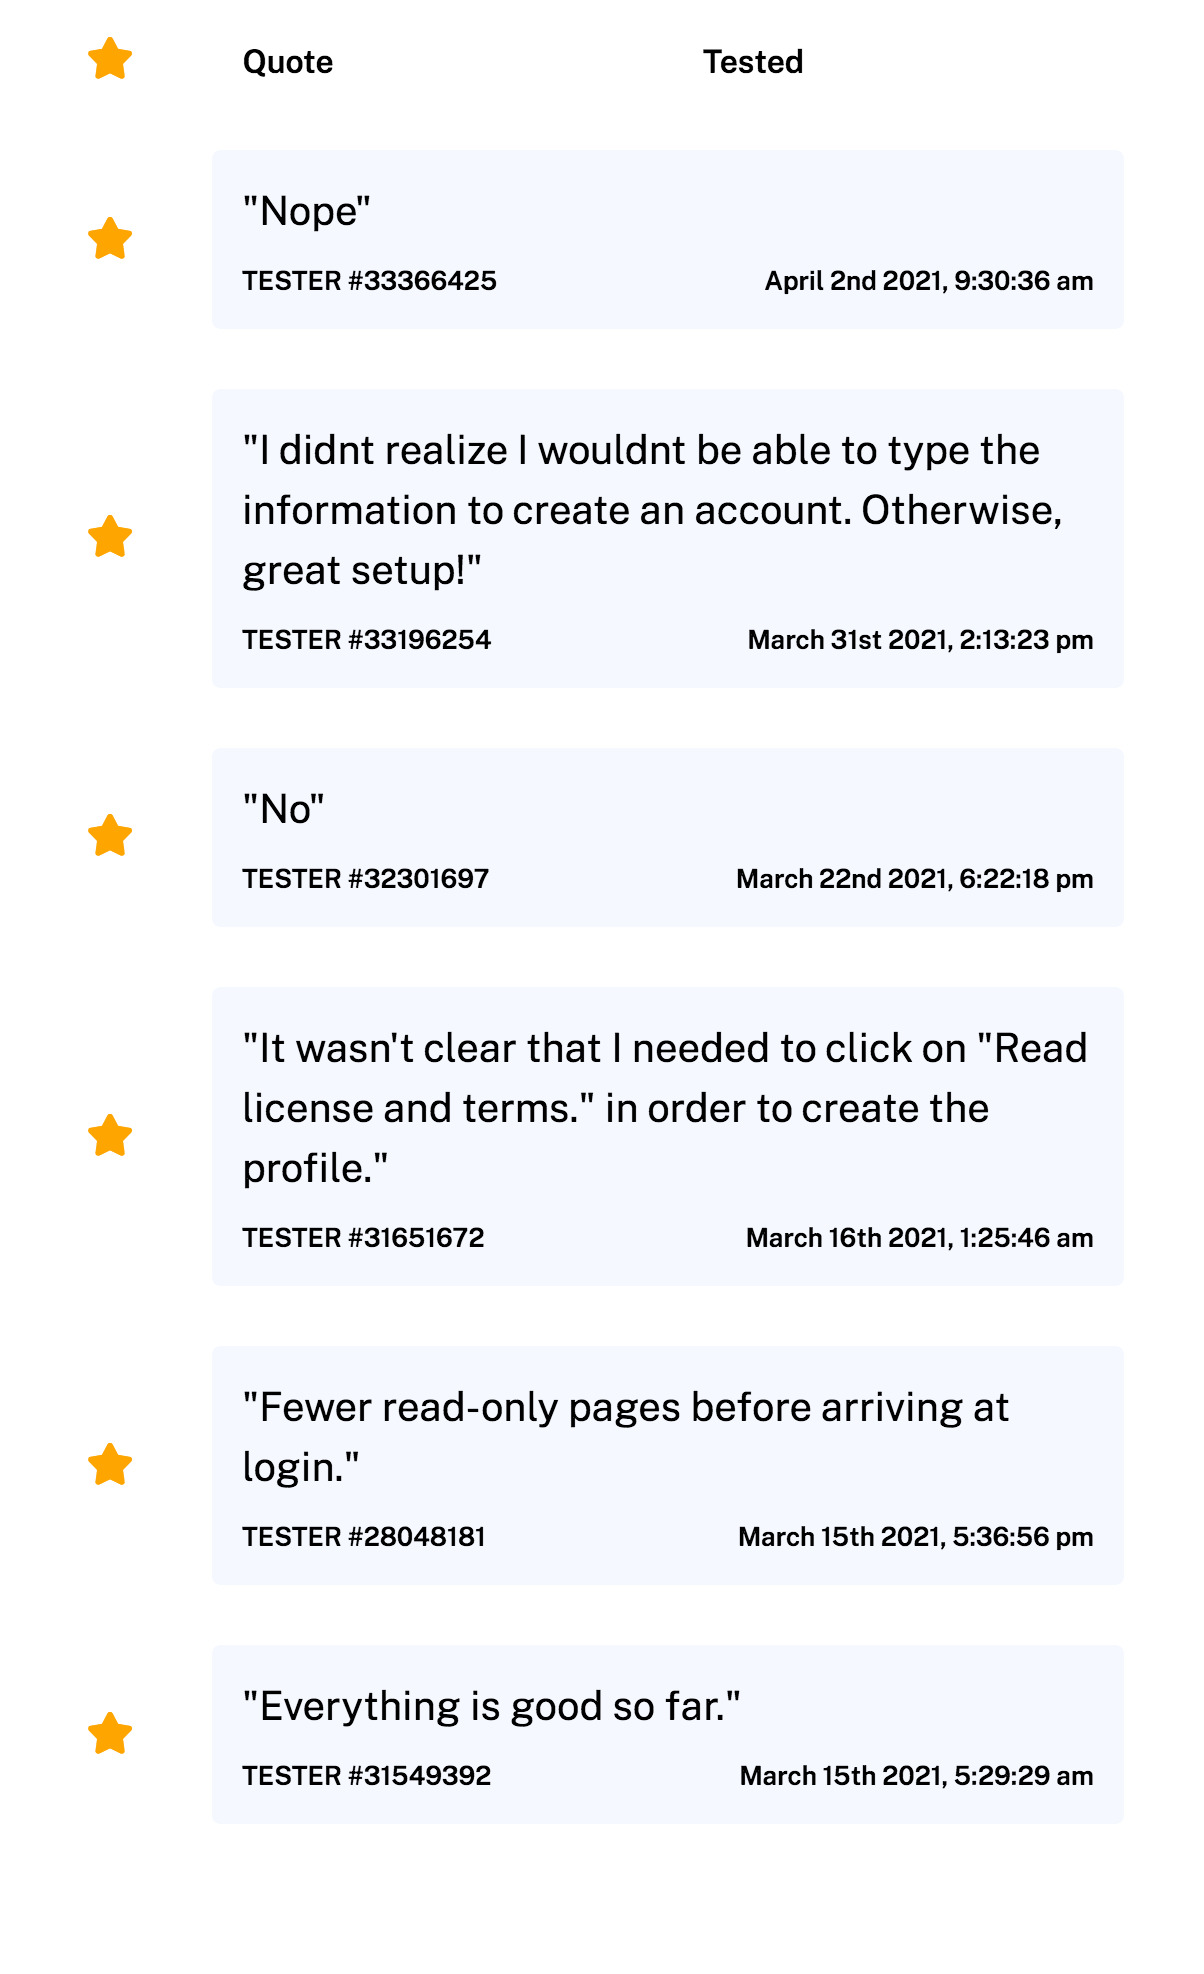 Quote Tested
"Nope"
TESTER #33366425 April 2nd 2021, 9:30:36 am
"I didnt realize I wouldnt be able to type the
information to create an account. Otherwise,
great setup!"
TESTER #33196254 March 31st 2021, 2:13:23 pm
"No"
TESTER #32301697 March 22nd 2021, 6:22:18 pm
"It wasn't clear that I needed to click on "Read
license and terms." in order to create the
profile."
TESTER #31651672 March 16th 2021, 1:25:46 am
"Fewer read-only pages before arriving at
login."
TESTER #28048181 March 15th 2021, 5:36:56 pm
"Everything is good so far."
TESTER #31549392 March 15th 2021, 5:29:29 am